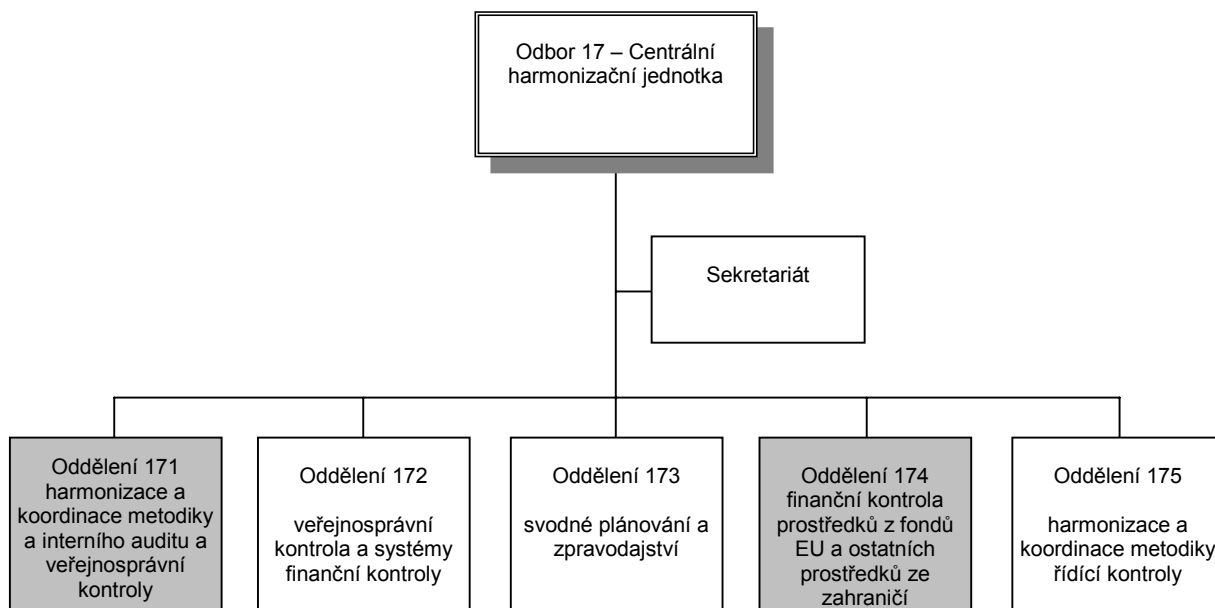 Odbor 17 – Centrální
harmonizační jednotka
Sekretariát
Oddělení 171
harmonizace a
koordinace metodiky
a interního auditu a
veřejnosprávní
kontroly
Oddělení 172
veřejnosprávní
kontrola a systémy
finanční kontroly
Oddělení 173
svodné plánování a
zpravodajství
Oddělení 174
finanční kontrola
prostředků z fondů
EU a ostatních
prostředků ze
zahraničí
Oddělení 175
harmonizace a
koordinace metodiky
řídící kontroly